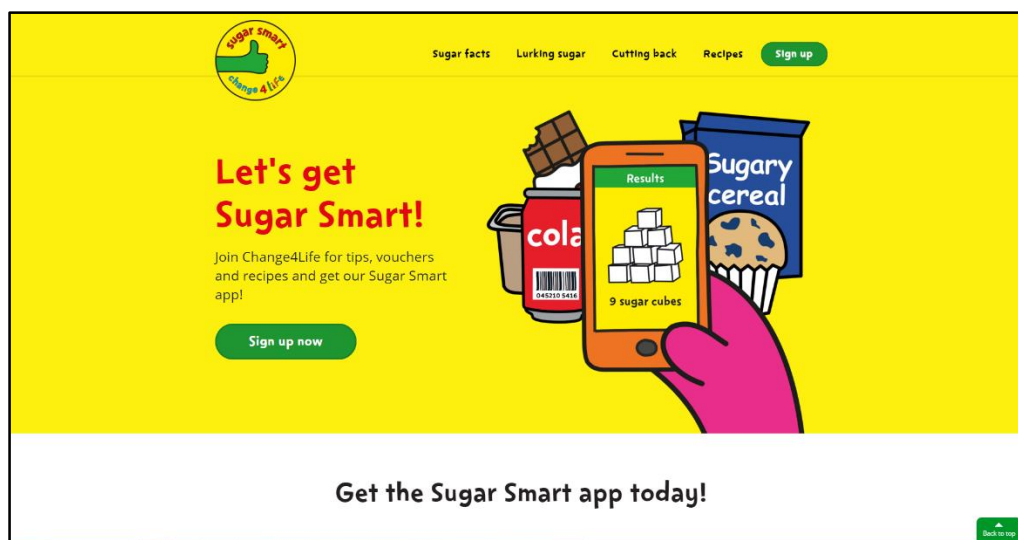 sugar smart
change 4 life
Sugar facts Lurking sugar Cutting back Recipes Sign up
Let's get
Sugar Smart!
Join Change4Life for tips, vouchers
and recipes and get our Sugar Smart
app!
Sign up now
Results
9 sugar cubes
cola
045210 5416
Sugary
cereal
Get the Sugar Smart app today!
Back to top